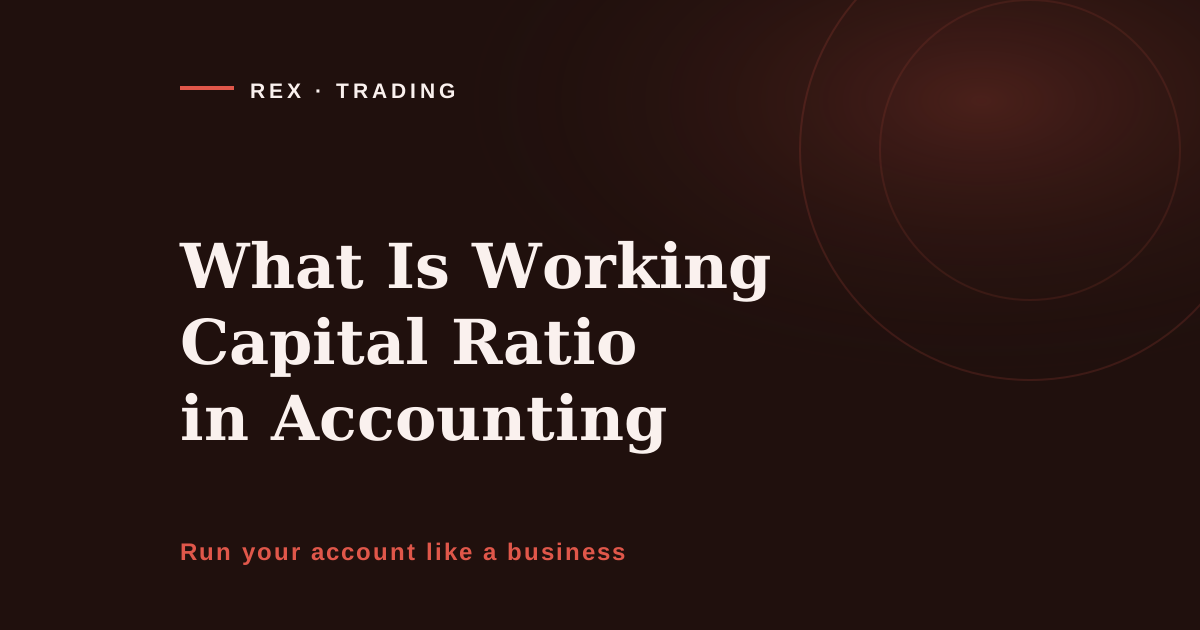 REX · TRADING
What Is Working
Capital Ratio
in Accounting
Run your account like a business